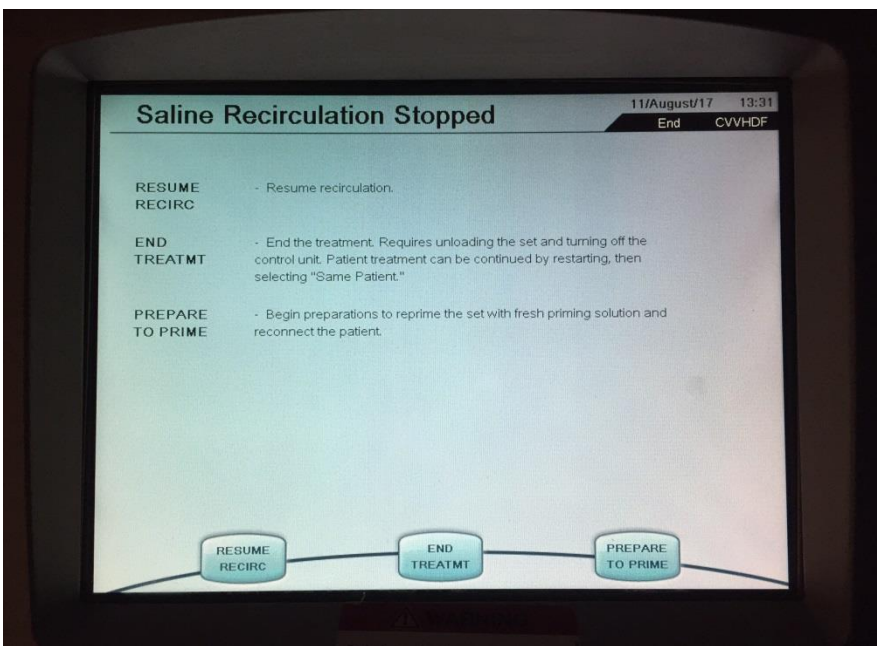 Saline Recirculation Stopped
11/August/17 13:31
End CVVHDF
RESUME - Resume recirculation.
RECIRC
END - End the treatment. Requires unloading the set and turning off the
TREATMT control unit. Patient treatment can be continued by restarting, then
selecting "Same Patient."
PREPARE - Begin preparations to reprime the set with fresh priming solution and
TO PRIME reconnect the patient.
RESUME
RECIRC
END
TREATMT
PREPARE
TO PRIME
WARNING